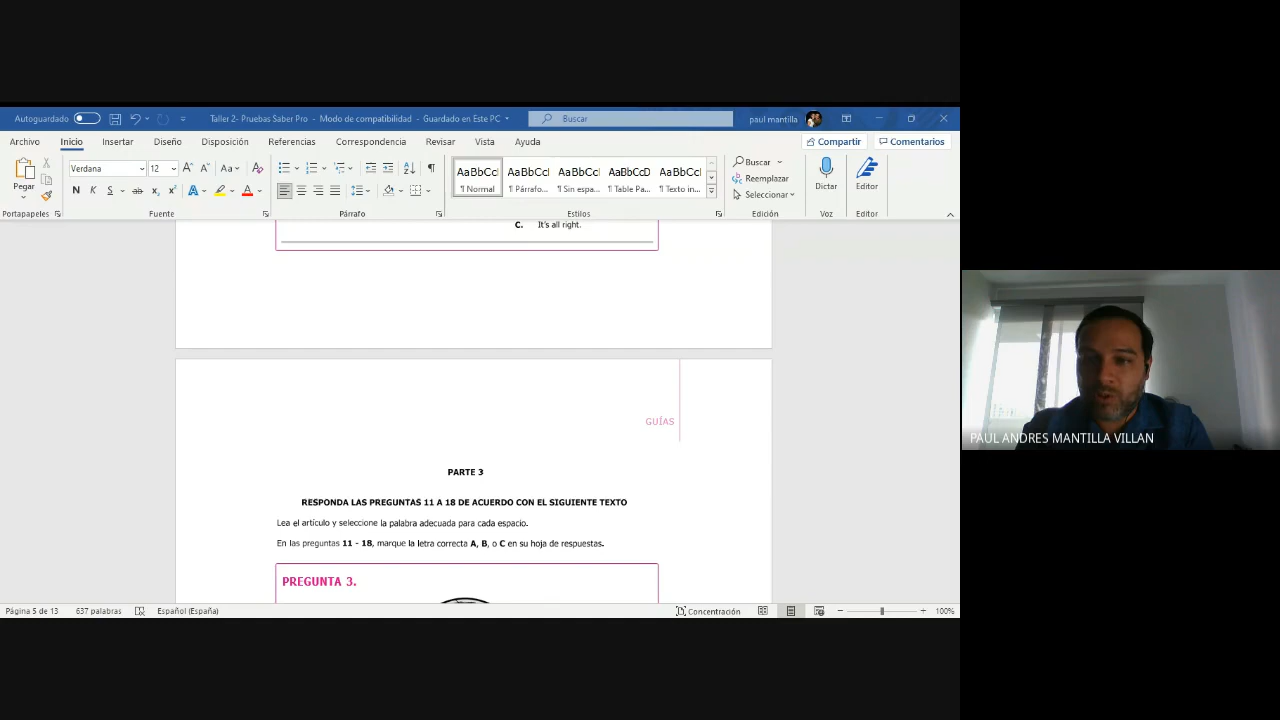 Autoguardado
Taller 2- Pruebas Saber Pro - Modo de compatibilidad - Guardado en Este PC
Buscar
paul mantilla
Archivo Inicio Insertar Diseño Disposición Referencias Correspondencia Revisar Vista Ayuda
Compartir Comentarios
Pegar
Verdana 12
N K S ab x₂ x²
Aa
AaBbCcI AaBbCcI AaBbCcI AaBbCcD AaBbCcI
¶ Normal ¶ Párrafo... ¶ Sin espa... ¶ Table Pa... ¶ Texto in...
Buscar
Reemplazar
Seleccionar
Dictar
Editor
Portapapeles Fuente Párrafo Estilos Edición Voz Editor
C. It's all right.
GUÍAS
PARTE 3
RESPONDA LAS PREGUNTAS 11 A 18 DE ACUERDO CON EL SIGUIENTE TEXTO
Lea el artículo y seleccione la palabra adecuada para cada espacio.
En las preguntas 11 - 18, marque la letra correcta A, B, o C en su hoja de respuestas.
PREGUNTA 3.
Página 5 de 13 637 palabras Español (España) Concentración 100%
PAUL ANDRES MANTILLA VILLAN